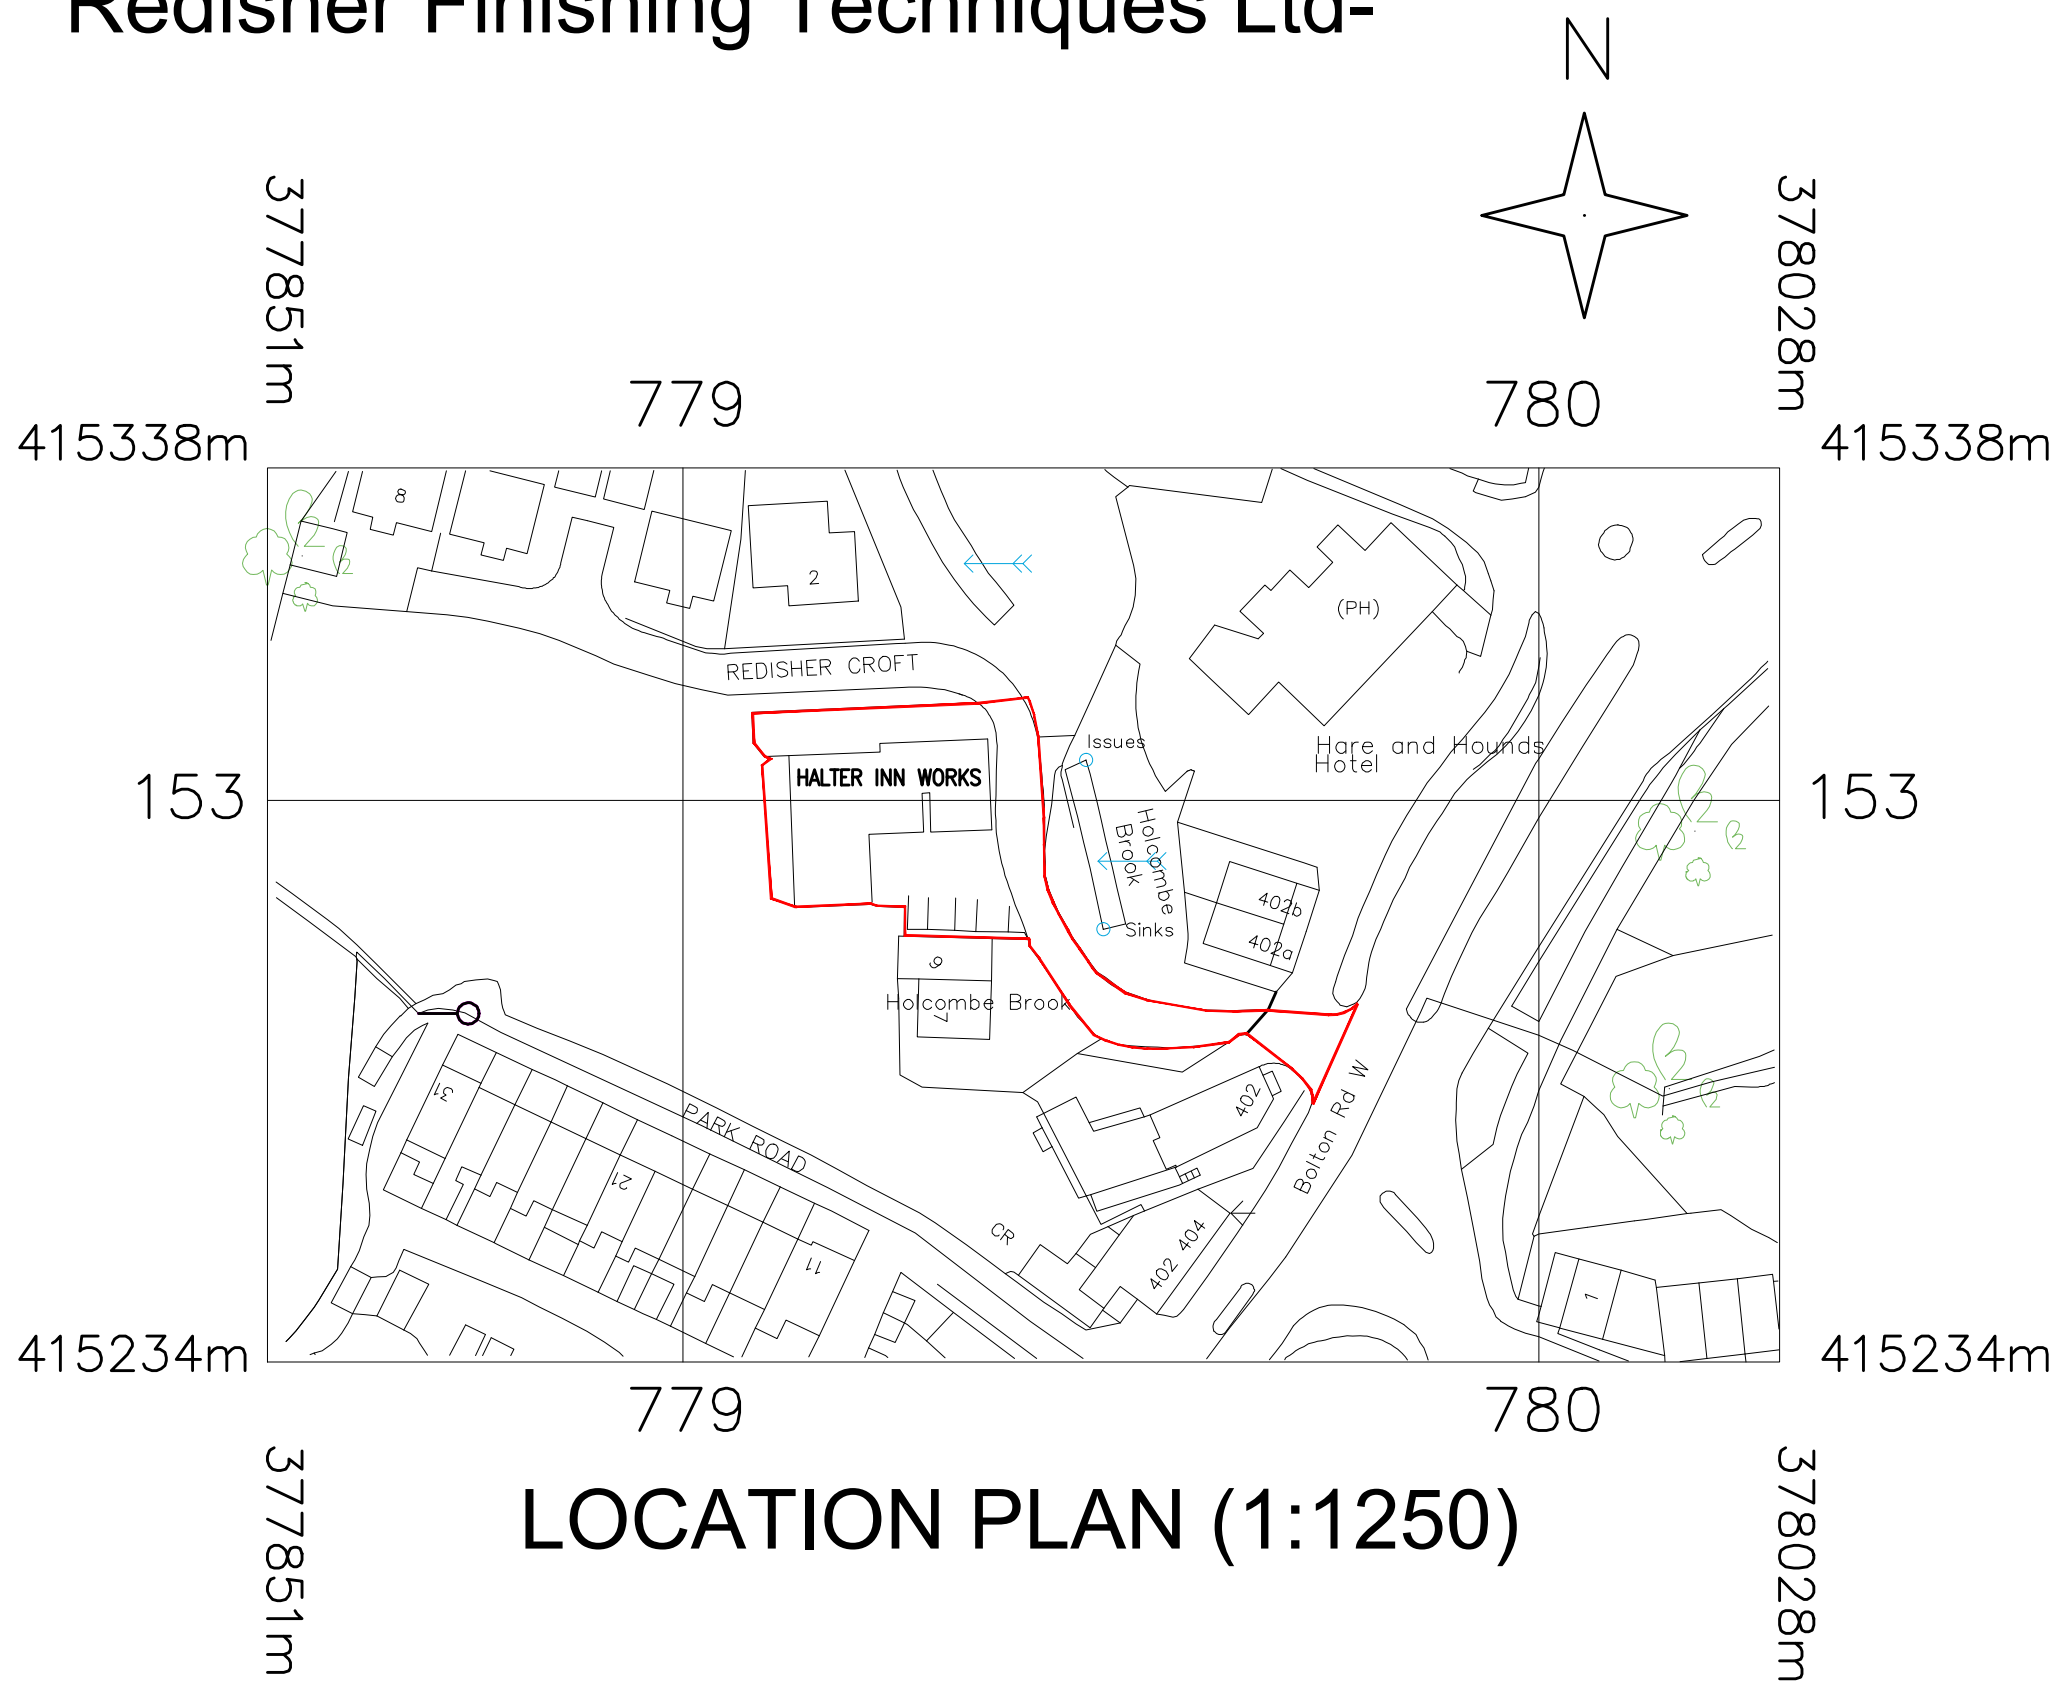 Redisher Finishing Techniques Ltd-
N
377851m
378028m
779
780
415338m
415338m
8
2
(PH)
REDISHER CROFT
Issues
Hare and Hounds
Hotel
HALTER INN WORKS
153
153
Holcombe
Brook
402b
402a
Sinks
9
Holcombe Brook
7
31
402
Bolton Rd W
PARK ROAD
21
CR
404
402
11
1
415234m
415234m
779
780
377851m
378028m
LOCATION PLAN (1:1250)